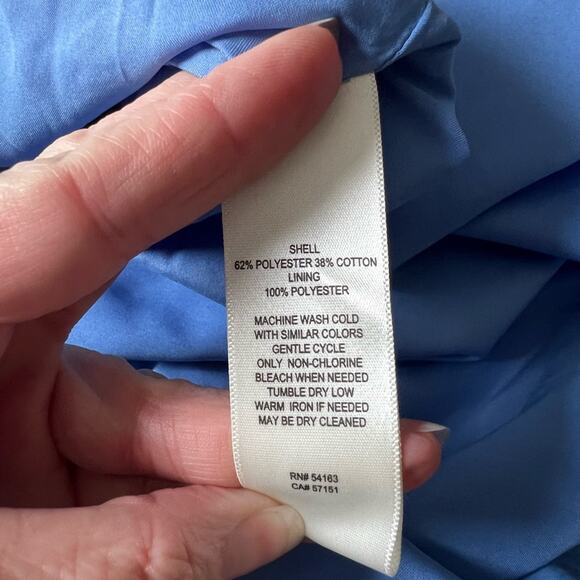 SHELL
62% POLYESTER 38% COTTON
LINING
100% POLYESTER
MACHINE WASH COLD
WITH SIMILAR COLORS
GENTLE CYCLE
ONLY NON-CHLORINE
BLEACH WHEN NEEDED
TUMBLE DRY LOW
WARM IRON IF NEEDED
MAY BE DRY CLEANED
RN# 54163
CA# 57151